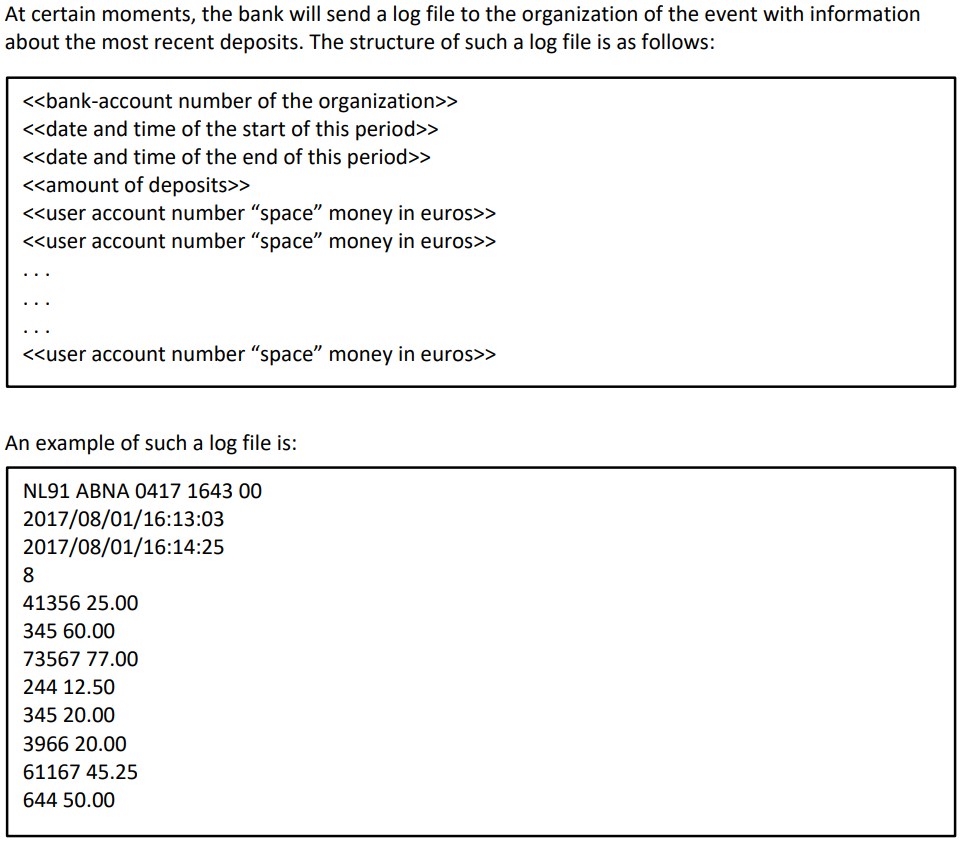 At certain moments, the bank will send a log file to the organization of the event with information
about the most recent deposits. The structure of such a log file is as follows:
<<bank-account number of the organization>>
<<date and time of the start of this period>>
<<date and time of the end of this period>>
<<amount of deposits>>
<<user account number “space” money in euros>>
<<user account number “space” money in euros>>
. . .
. . .
. . .
<<user account number “space” money in euros>>
An example of such a log file is:
NL91 ABNA 0417 1643 00
2017/08/01/16:13:03
2017/08/01/16:14:25
8
41356 25.00
345 60.00
73567 77.00
244 12.50
345 20.00
3966 20.00
61167 45.25
644 50.00